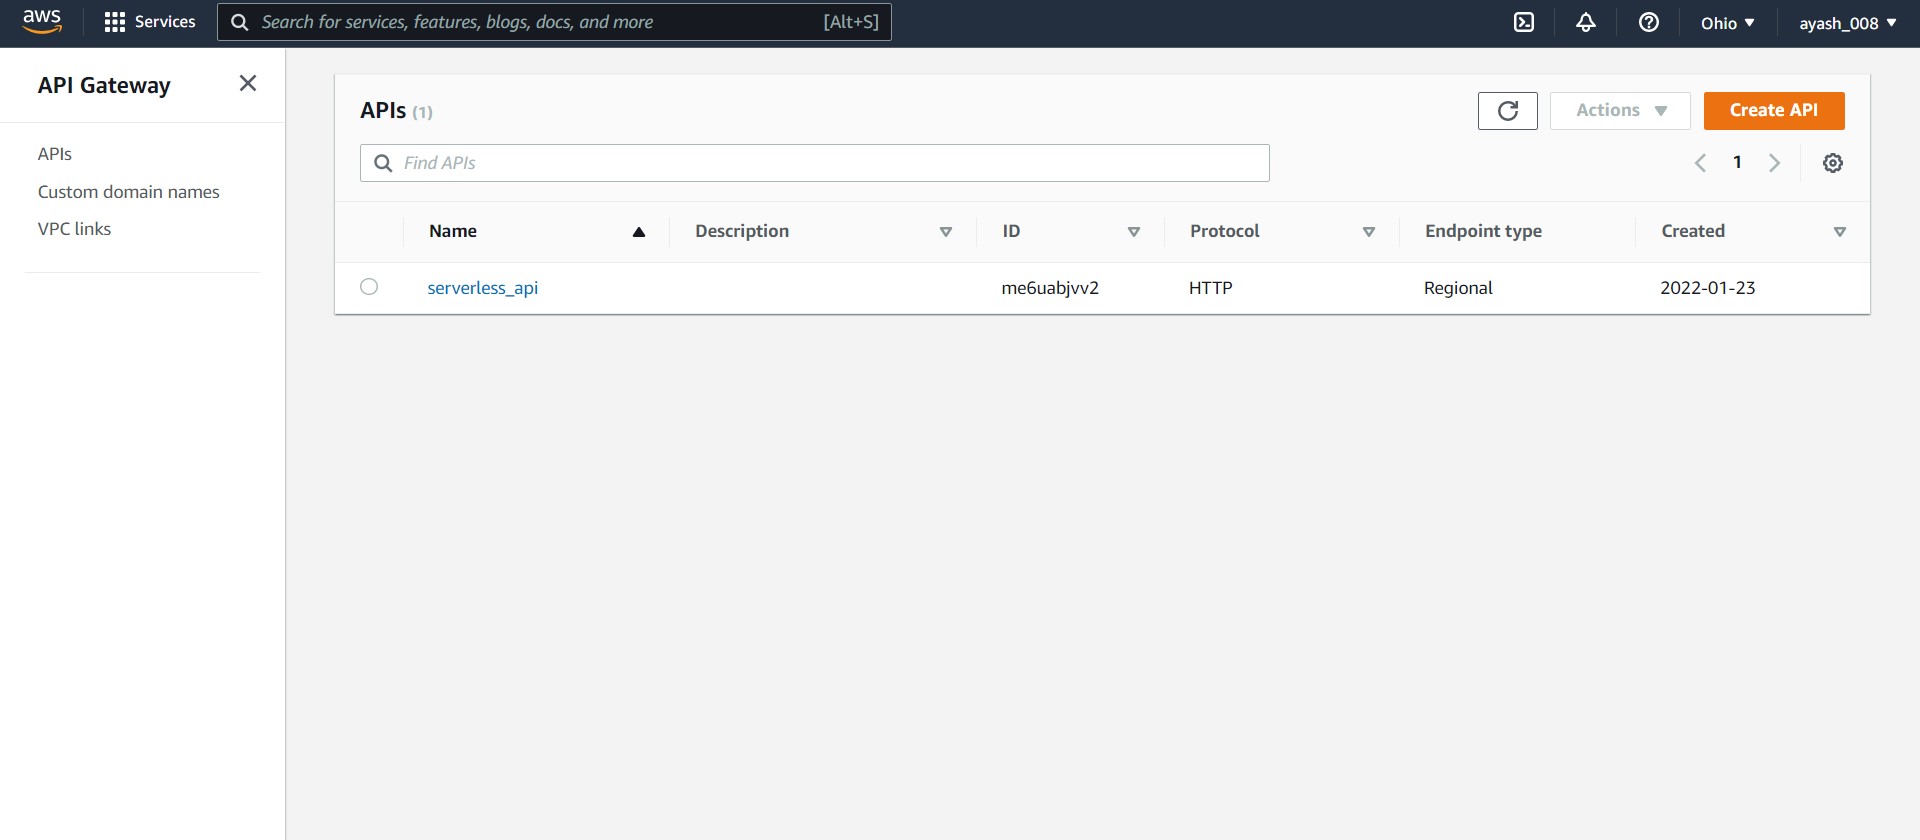 aws Services Search for services, features, blogs, docs, and more [Alt+S] Ohio ayash_008
API Gateway
APIs
Custom domain names
VPC links
APIs (1) Actions Create API
Find APIs 1
Name Description ID Protocol Endpoint type Created
serverless_api me6uabjvv2 HTTP Regional 2022-01-23